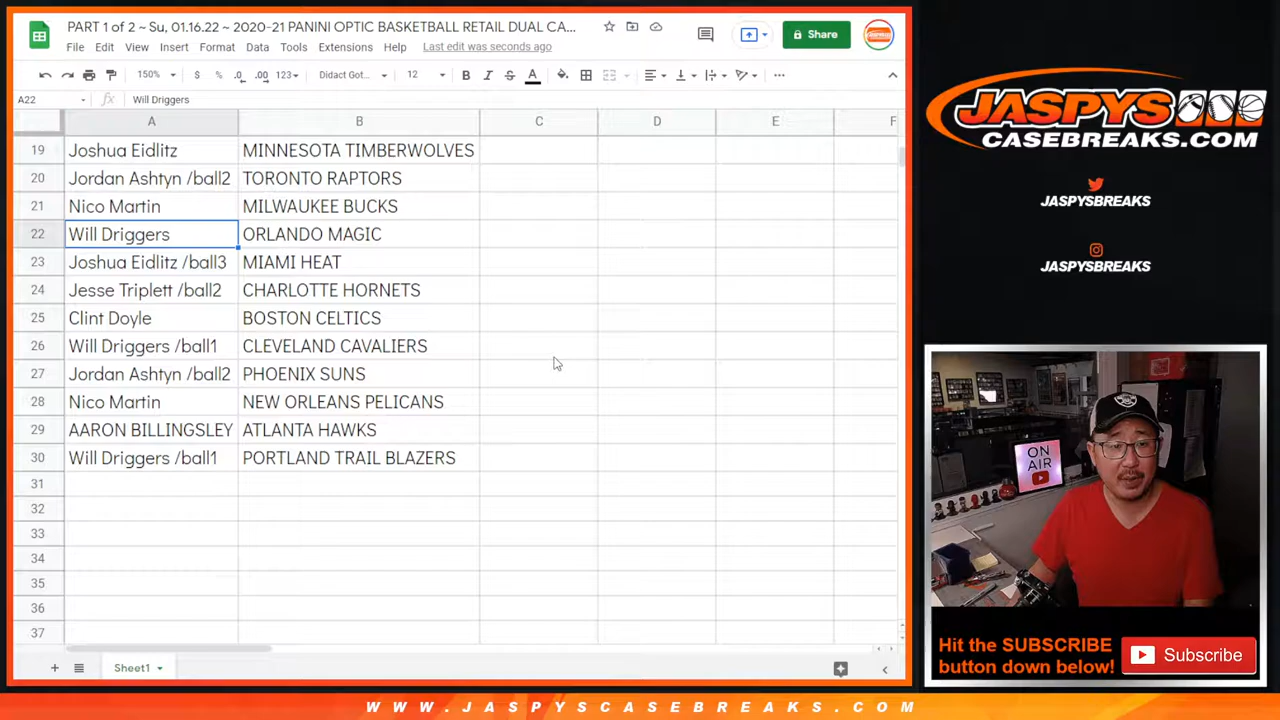 PART 1 of 2 ~ Su, 01.16.22 ~ 2020-21 PANINI OPTIC BASKETBALL RETAIL DUAL CA...
File Edit View Insert Format Data Tools Extensions Help Last edit was seconds ago
Share
150% $ % .0 .00 123 Didact Got... 12 B I S A
A22 fx Will Driggers
A B C D E F
19 Joshua Eidlitz MINNESOTA TIMBERWOLVES
20 Jordan Ashtyn /ball2 TORONTO RAPTORS
21 Nico Martin MILWAUKEE BUCKS
22 Will Driggers ORLANDO MAGIC
23 Joshua Eidlitz /ball3 MIAMI HEAT
24 Jesse Triplett /ball2 CHARLOTTE HORNETS
25 Clint Doyle BOSTON CELTICS
26 Will Driggers /ball1 CLEVELAND CAVALIERS
27 Jordan Ashtyn /ball2 PHOENIX SUNS
28 Nico Martin NEW ORLEANS PELICANS
29 AARON BILLINGSLEY ATLANTA HAWKS
30 Will Driggers /ball1 PORTLAND TRAIL BLAZERS
31
32
33
34
35
36
37
Sheet1
JASPYS
CASEBREAKS.COM
JASPYSBREAKS
JASPYSBREAKS
ON
AIR
Hit the SUBSCRIBE
button down below!
Subscribe
WWW.JASPYSCASEBREAKS.COM